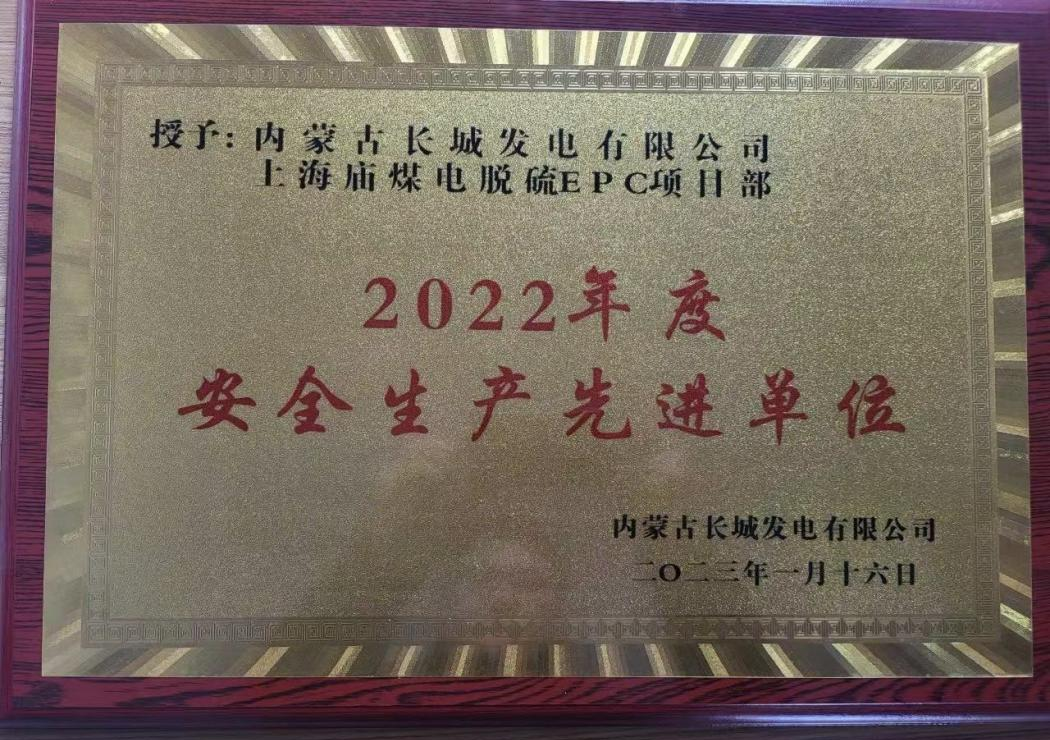 授予:内蒙古长城发电有限公司
上海庙煤电脱硫EPC项目部
2022年度
安全生产先进单位
内蒙古长城发电有限公司
二〇二三年一月十六日